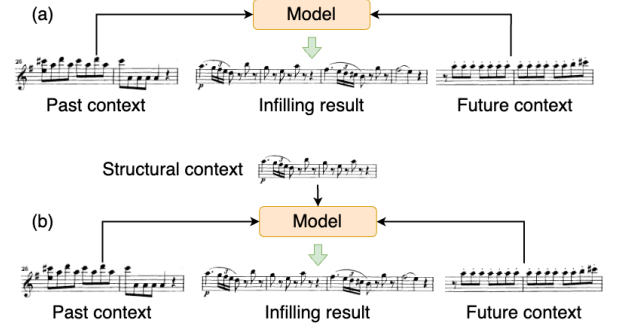 (a)
Model
Past context
Infilling result
Future context
Structural context
(b)
Model
Past context
Infilling result
Future context